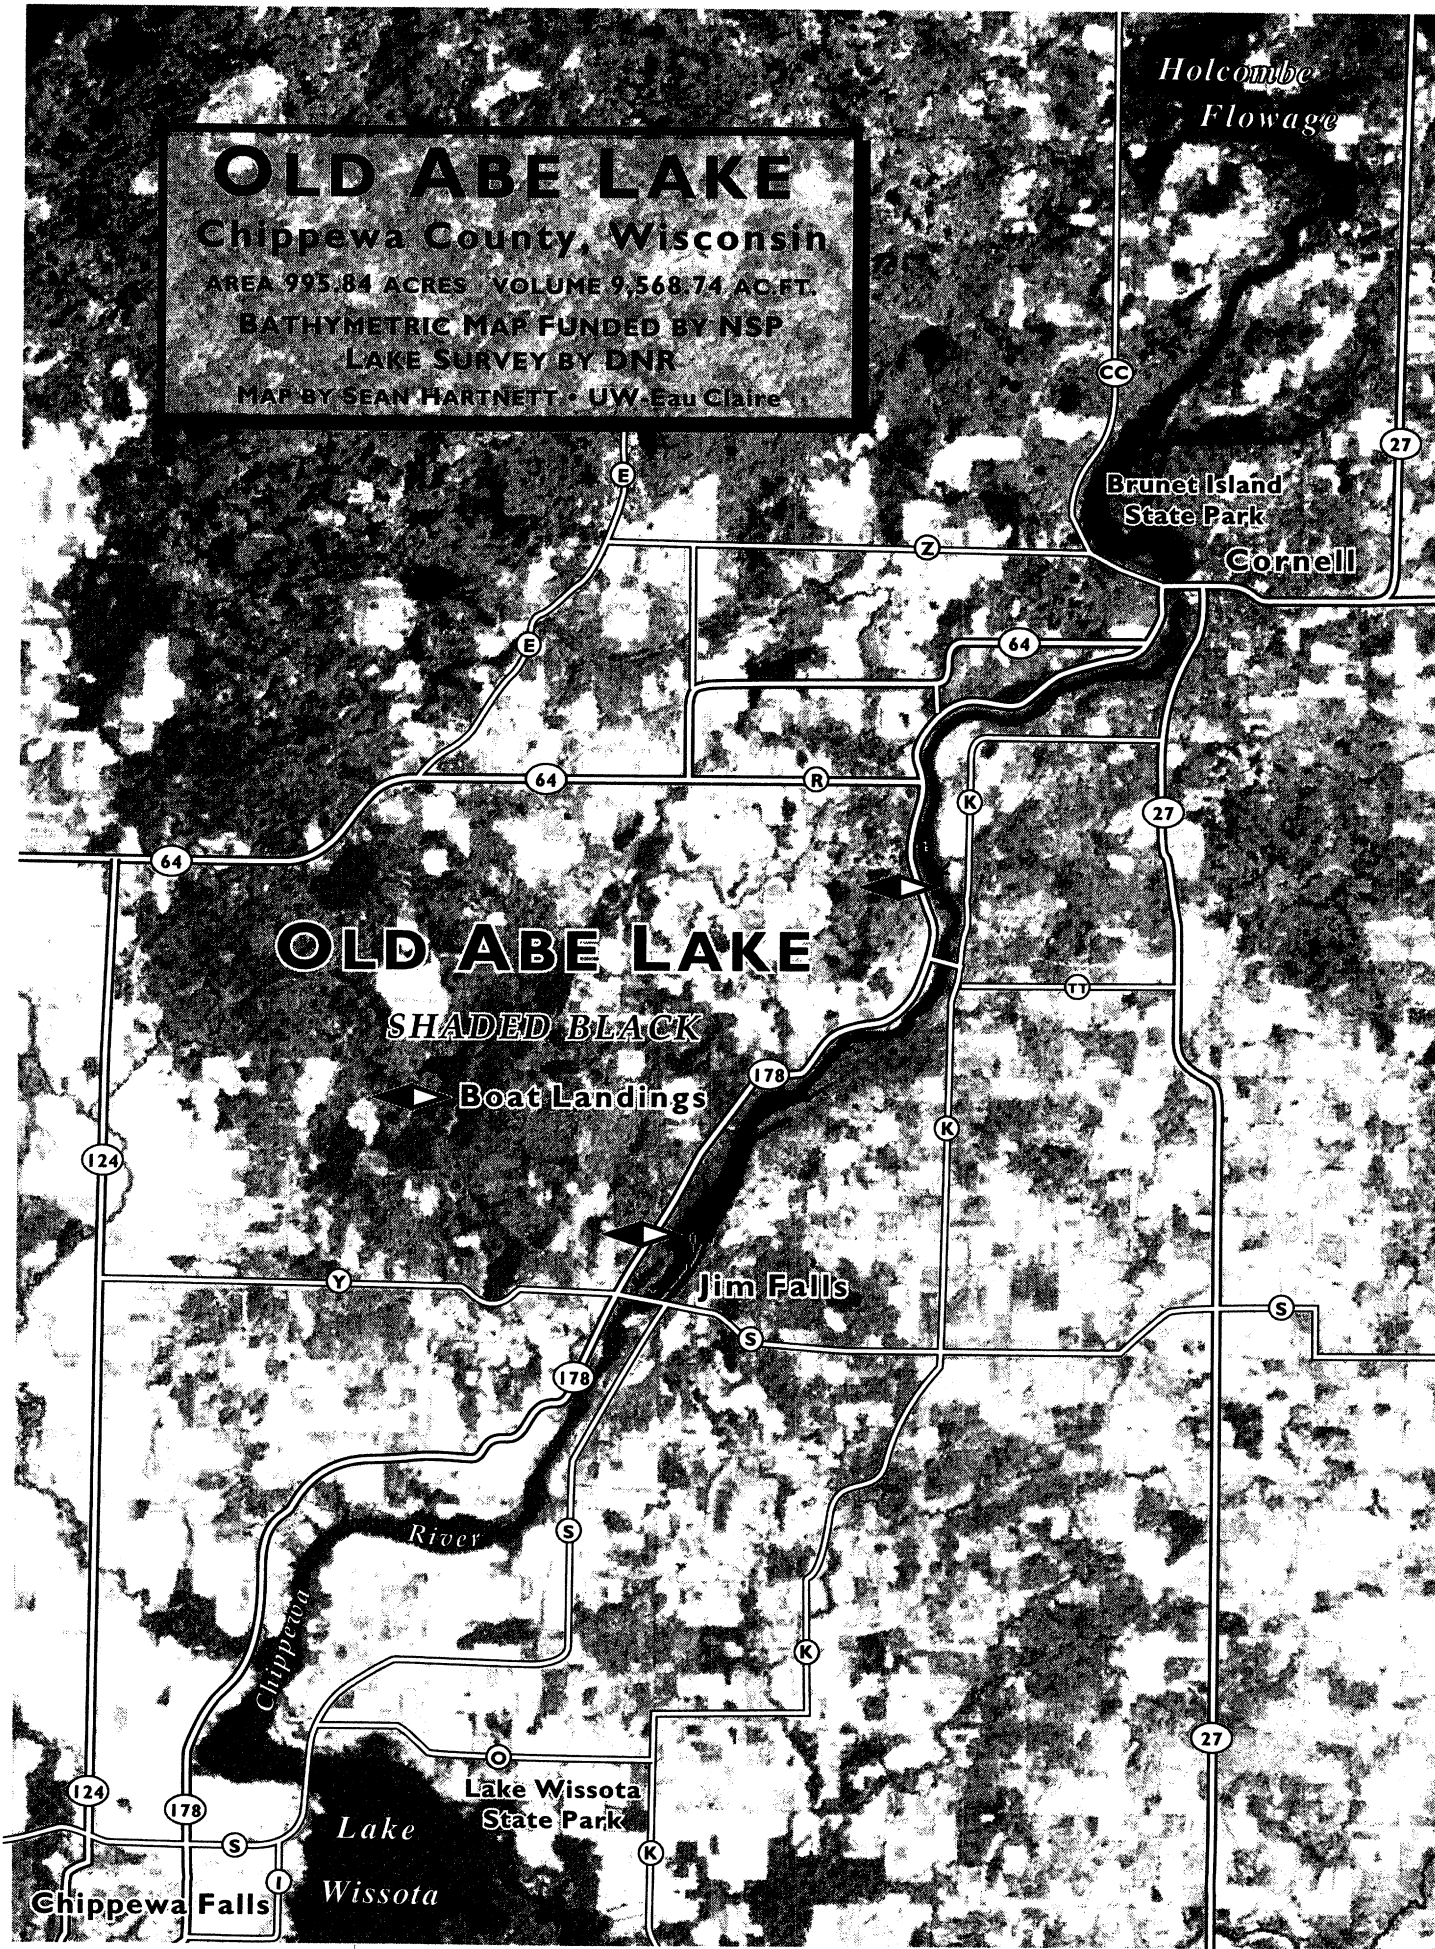 Holcombe
Flowage
OLD ABE LAKE
Chippewa County, Wisconsin
AREA 995.84 ACRES VOLUME 9,568.74 AC.FT.
BATHYMETRIC MAP FUNDED BY NSP
LAKE SURVEY BY DNR
MAP BY SEAN HARTNETT • UW-Eau Claire
CC
27
E
Brunet Island
State Park
Z
Cornell
E
64
64
R
K
27
64
OLD ABE LAKE
TT
SHADED BLACK
178
Boat Landings
K
124
Y
Jim Falls
S
S
178
S
River
Chippewa
K
27
O
Lake Wissota
State Park
124
178
Lake
S
K
I
Wissota
Chippewa Falls